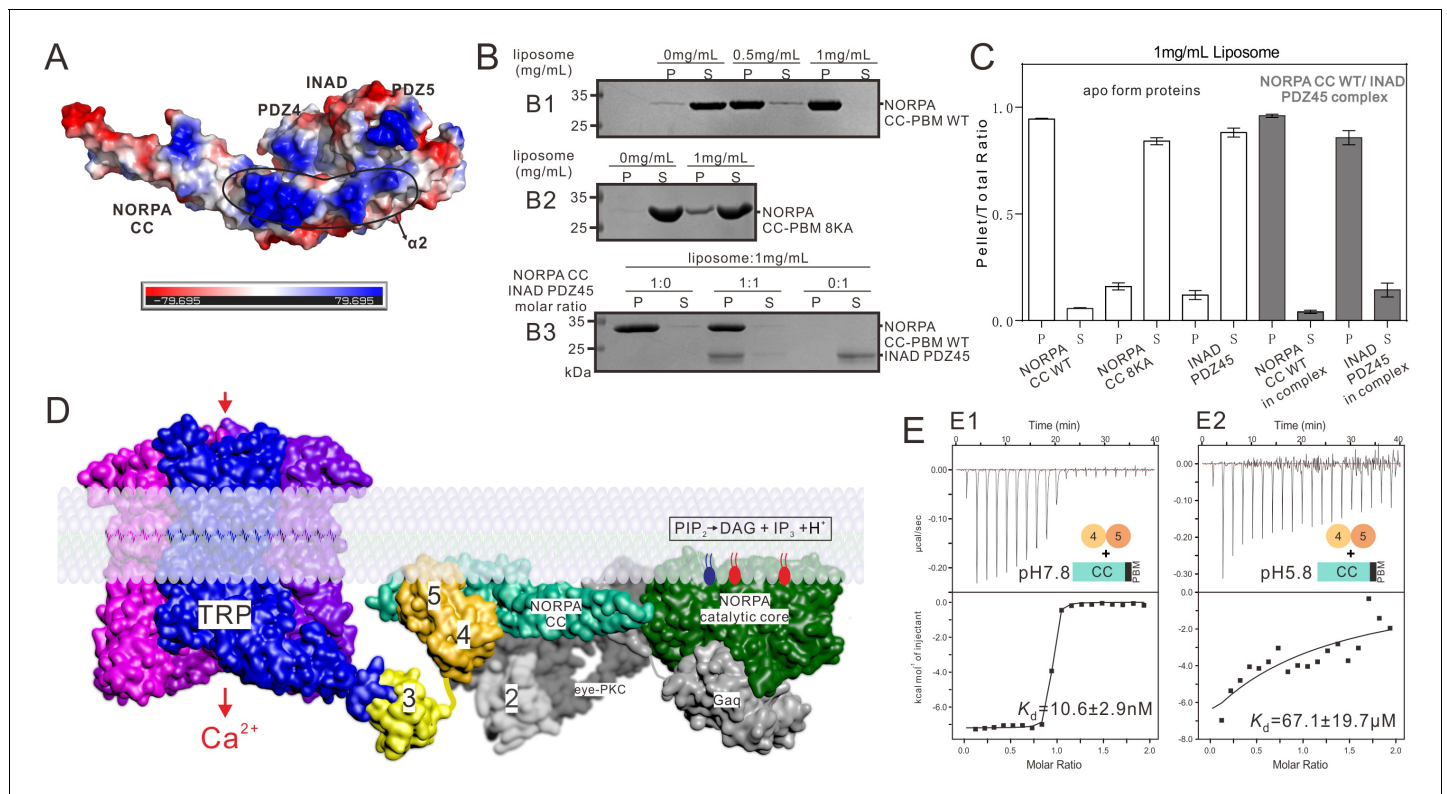 A
INAD
PDZ4
PDZ5
NORPA
CC
α2
−79.695
79.695
B
liposome
(mg/mL)
0mg/mL
0.5mg/mL
1mg/mL
P
S
P
S
P
S
B1
35
25
NORPA
CC-PBM WT
liposome
(mg/mL)
0mg/mL
1mg/mL
P
S
P
S
B2
35
25
NORPA
CC-PBM 8KA
liposome:1mg/mL
NORPA CC
INAD PDZ45
molar ratio
1:0
1:1
0:1
P
S
P
S
P
S
B3
35
25
kDa
NORPA
CC-PBM WT
INAD PDZ45
C
1mg/mL Liposome
apo form proteins
NORPA CC WT/ INAD
PDZ45 complex
Pellet/Total Ratio
1.0
0.5
0.0
P
S
P
S
P
S
P
S
P
S
NORPA
CC WT
NORPA
CC 8KA
INAD
PDZ45
NORPA
CC WT
in complex
INAD
PDZ45
in complex
D
PIP2→DAG + IP3 +H+
TRP
5
4
NORPA
CC
NORPA
catalytic core
3
2
eye-PKC
Gaq
Ca2+
E
E1
Time (min)
0 10 20 30 40
0.00
-0.10
-0.20
μcal/sec
4 5
+
pH7.8
CC
PBM
0.0
-2.0
-4.0
-6.0
kcal mol-1 of injectant
Kd=10.6±2.9nM
0.0 0.5 1.0 1.5 2.0
Molar Ratio
E2
Time (min)
0 10 20 30 40
0.00
-0.10
-0.20
-0.30
4 5
+
pH5.8
CC
PBM
0.0
-2.0
-4.0
-6.0
-8.0
Kd=67.1±19.7μM
0.0 0.5 1.0 1.5 2.0
Molar Ratio